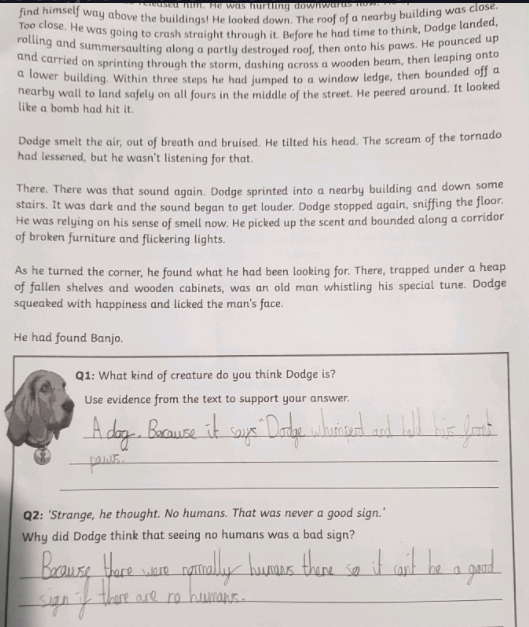 released him. He was hurtling downwards now. He
find himself way above the buildings! He looked down. The roof of a nearby building was close.
Too close. He was going to crash straight through it. Before he had time to think, Dodge landed,
rolling and summersaulting along a partly destroyed roof, then onto his paws. He pounced up
and carried on sprinting through the storm, dashing across a wooden beam, then leaping onto
a lower building. Within three steps he had jumped to a window ledge, then bounded off a
nearby wall to land safely on all fours in the middle of the street. He peered around. It looked
like a bomb had hit it.
Dodge smelt the air, out of breath and bruised. He tilted his head. The scream of the tornado
had lessened, but he wasn't listening for that.
There. There was that sound again. Dodge sprinted into a nearby building and down some
stairs. It was dark and the sound began to get louder. Dodge stopped again, sniffing the floor.
He was relying on his sense of smell now. He picked up the scent and bounded along a corridor
of broken furniture and flickering lights.
As he turned the corner, he found what he had been looking for. There, trapped under a heap
of fallen shelves and wooden cabinets, was an old man whistling his special tune. Dodge
squeaked with happiness and licked the man's face.
He had found Banjo.
Q1: What kind of creature do you think Dodge is?
Use evidence from the text to support your answer.
A dog. Because it says "Dodge whimperd and held his front
paws.
Q2: 'Strange, he thought. No humans. That was never a good sign.'
Why did Dodge think that seeing no humans was a bad sign?
Because there were normally humans there so it can't be a good
sign if there are no humans.